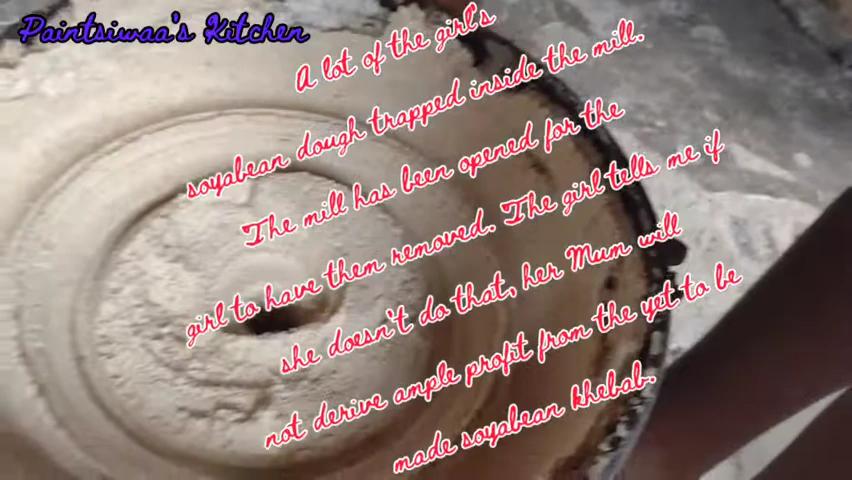 Paintsiwaa's Kitchen
A lot of the girl's
soyabean dough trapped inside the mill.
The mill has been opened for the
girl to have them removed. The girl tells me if
she doesn't do that, her Mum will
not derive ample profit from the yet to be
made soyabean khebab.